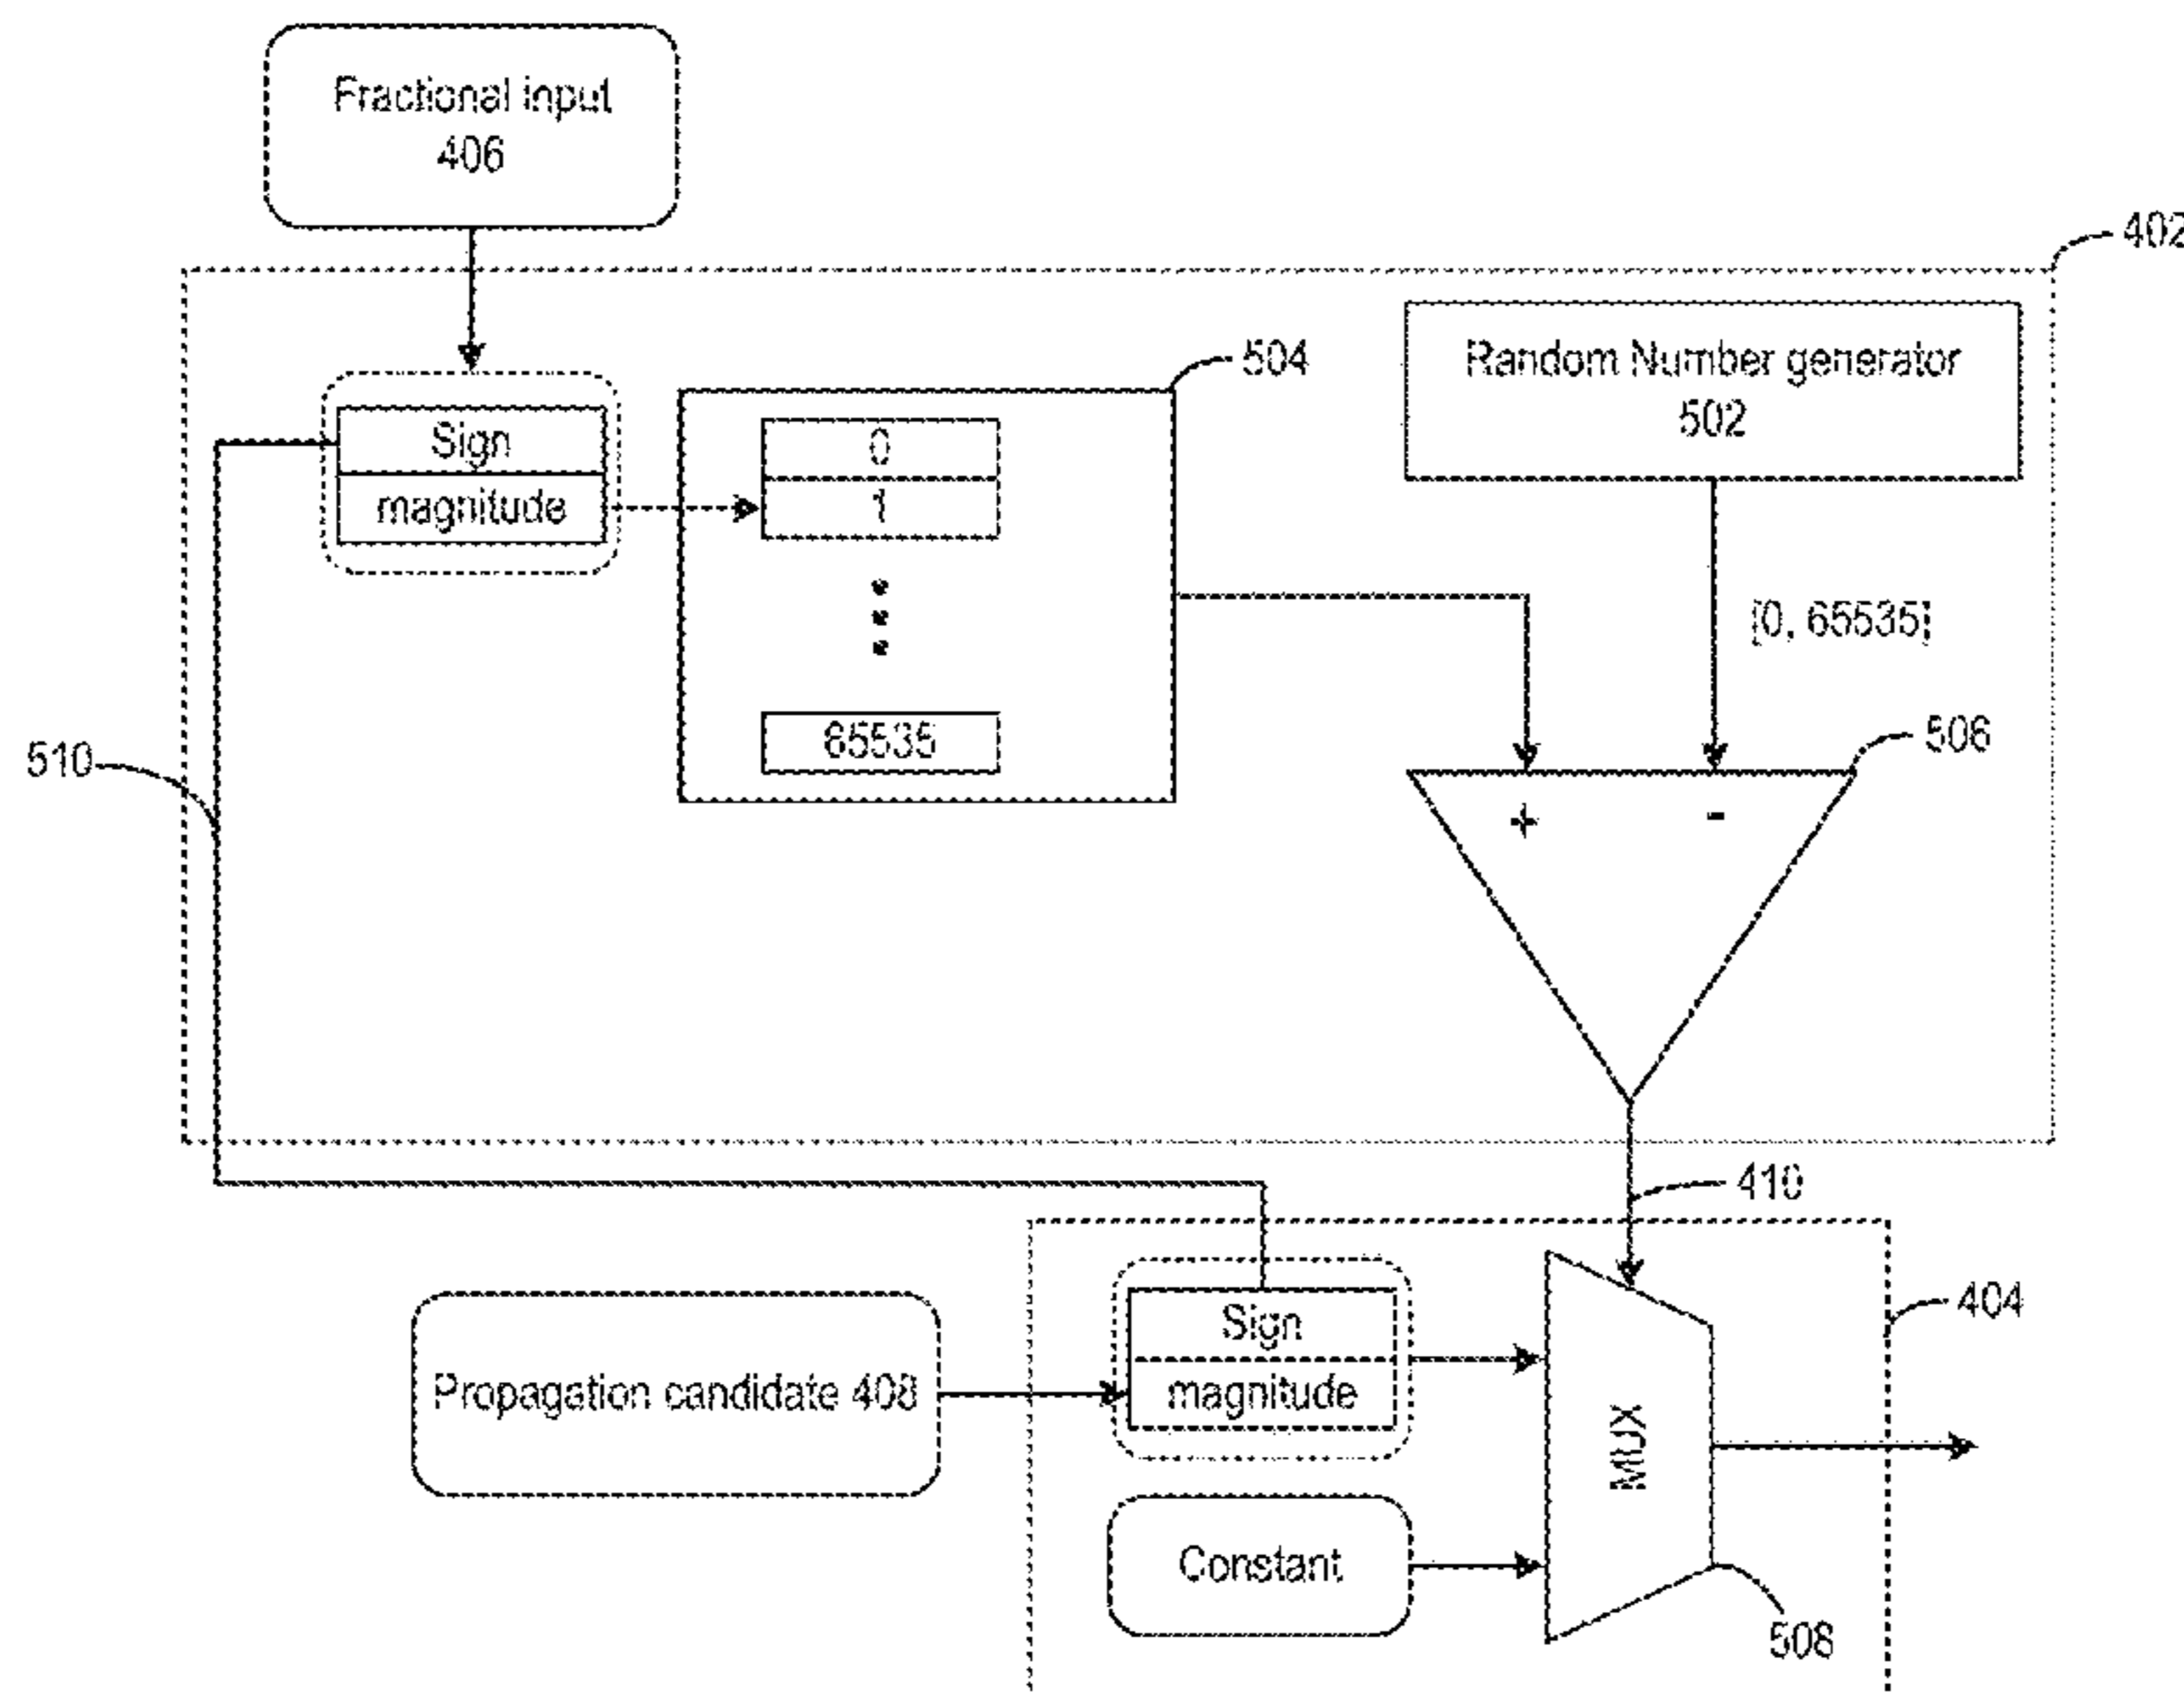 Fractional input
406
402
504
Random Number generator
502
Sign
magnitude
0
1
[0, 65535]
65535
510
506
+ -
410
404
Sign
magnitude
Propagation candidate 408
MUX
Constant
508